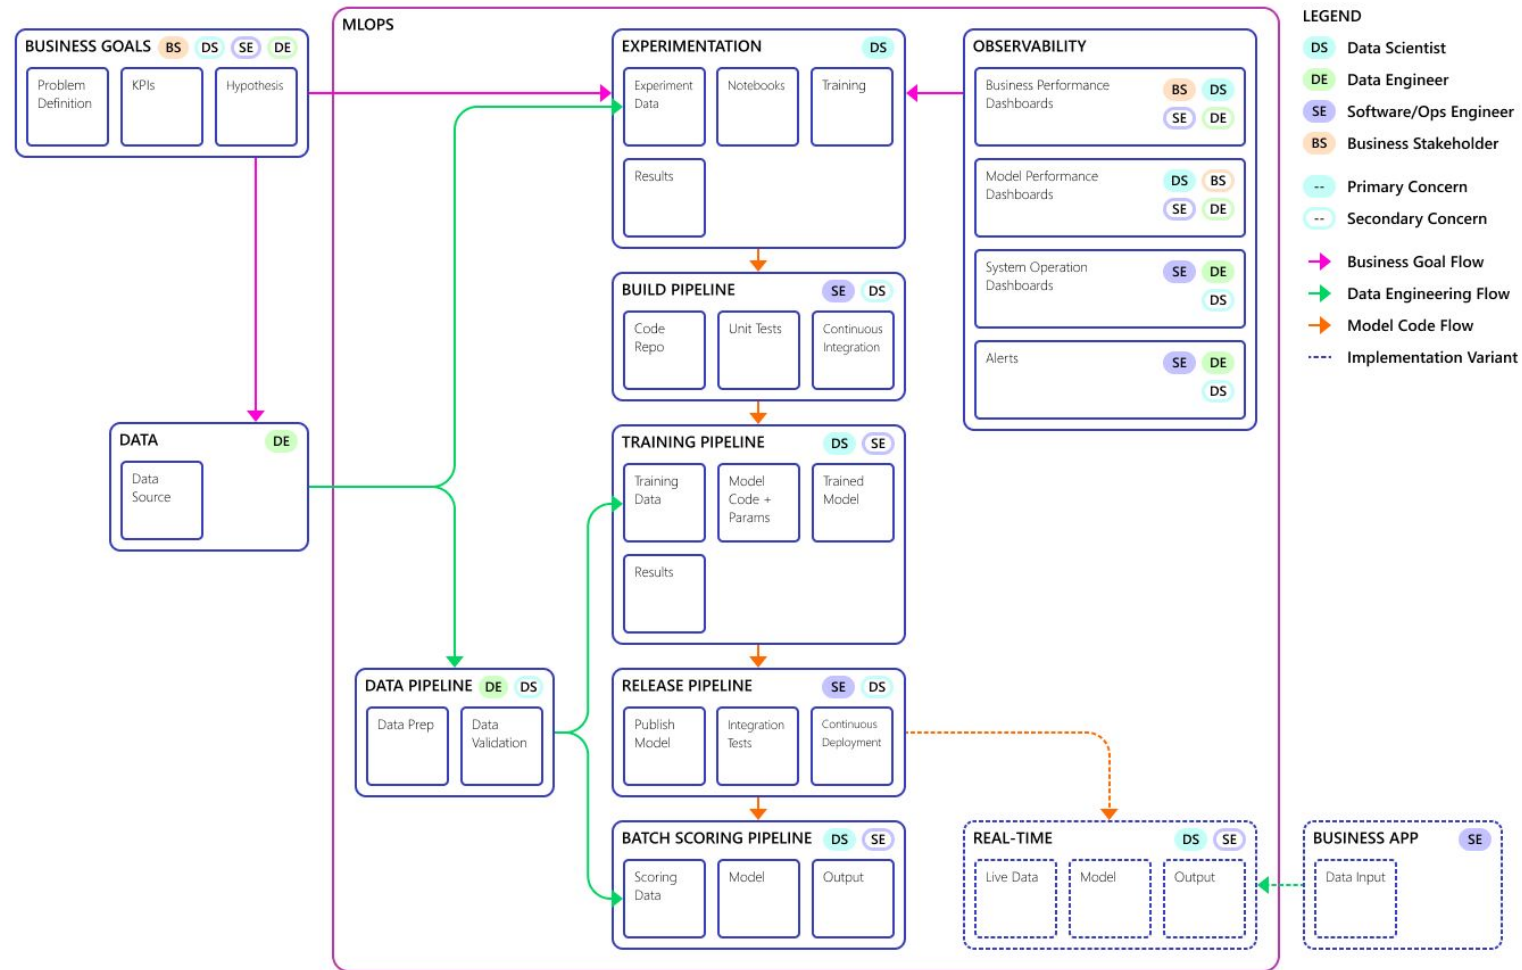 MLOPS
BUSINESS GOALS BS DS SE DE
Problem
Definition
KPIs
Hypothesis
DATA DE
Data
Source
DATA PIPELINE DE DS
Data Prep
Data
Validation
EXPERIMENTATION DS
Experiment
Data
Notebooks
Training
Results
BUILD PIPELINE SE DS
Code
Repo
Unit Tests
Continuous
Integration
TRAINING PIPELINE DS SE
Training
Data
Model
Code +
Params
Trained
Model
Results
RELEASE PIPELINE SE DS
Publish
Model
Integration
Tests
Continuous
Deployment
BATCH SCORING PIPELINE DS SE
Scoring
Data
Model
Output
OBSERVABILITY
Business Performance
Dashboards
BS DS
SE DE
Model Performance
Dashboards
DS BS
SE DE
System Operation
Dashboards
SE DE
DS
Alerts
SE DE
DS
REAL-TIME DS SE
Live Data
Model
Output
BUSINESS APP SE
Data Input
LEGEND
DS Data Scientist
DE Data Engineer
SE Software/Ops Engineer
BS Business Stakeholder
-- Primary Concern
-- Secondary Concern
Business Goal Flow
Data Engineering Flow
Model Code Flow
Implementation Variant